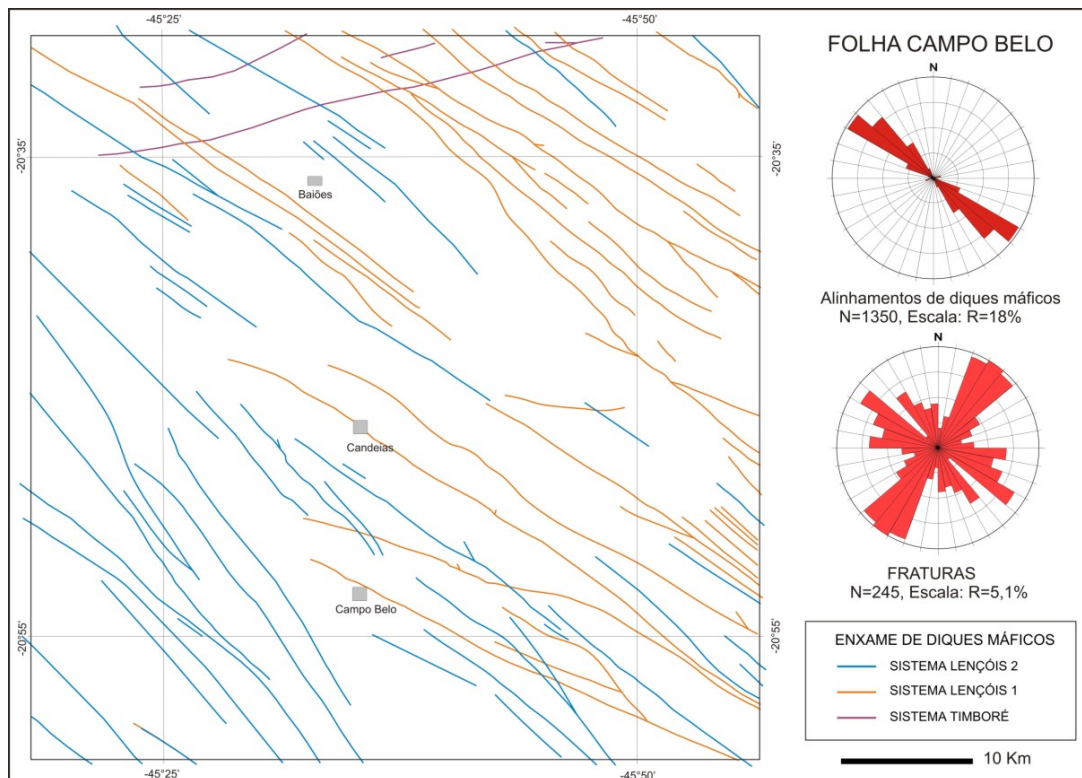 -45°25'
-45°50'
-20°35'
-20°35'
Baiões
Candeias
Campo Belo
-20°55'
-20°55'
-45°25'
-45°50'
FOLHA CAMPO BELO
N
Alinhamentos de diques máficos
N=1350, Escala: R=18%
N
FRATURAS
N=245, Escala: R=5,1%
ENXAME DE DIQUES MÁFICOS
SISTEMA LENÇÓIS 2
SISTEMA LENÇÓIS 1
SISTEMA TIMBORÉ
10 Km